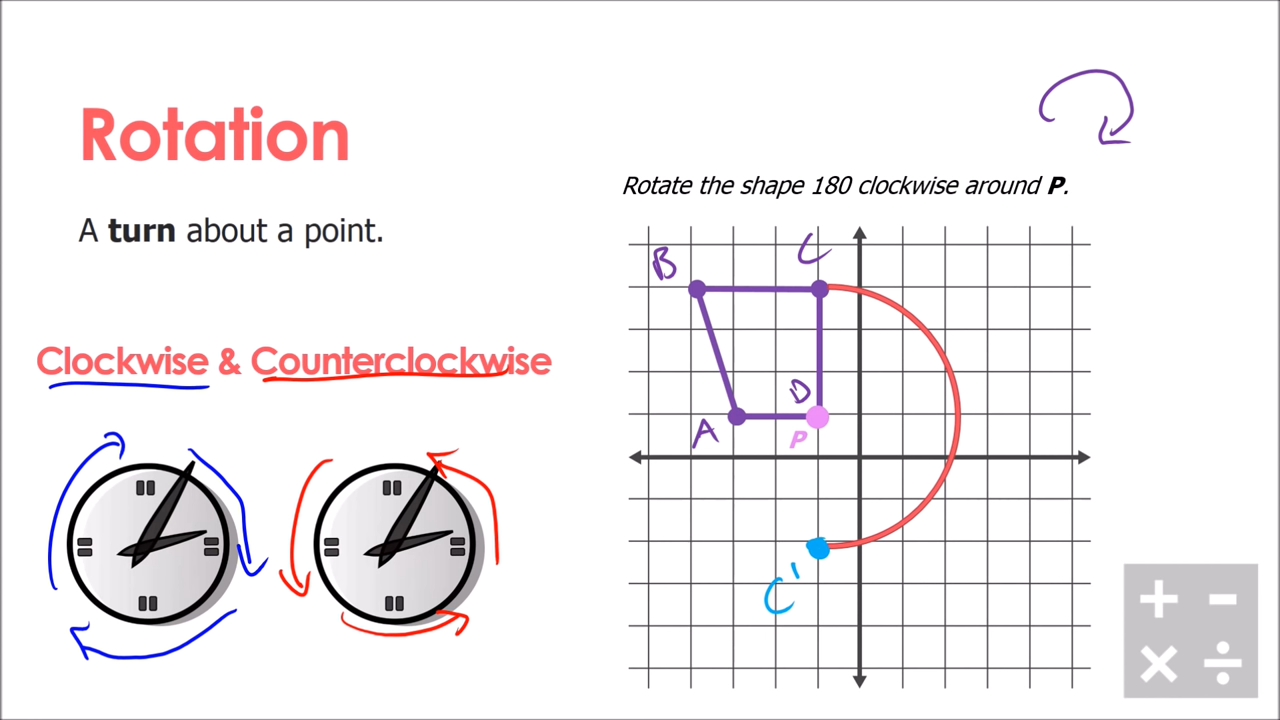 Rotation
A turn about a point.
Clockwise & Counterclockwise
Rotate the shape 180 clockwise around P.
B
C
D
A
P
C'
+ −
× ÷